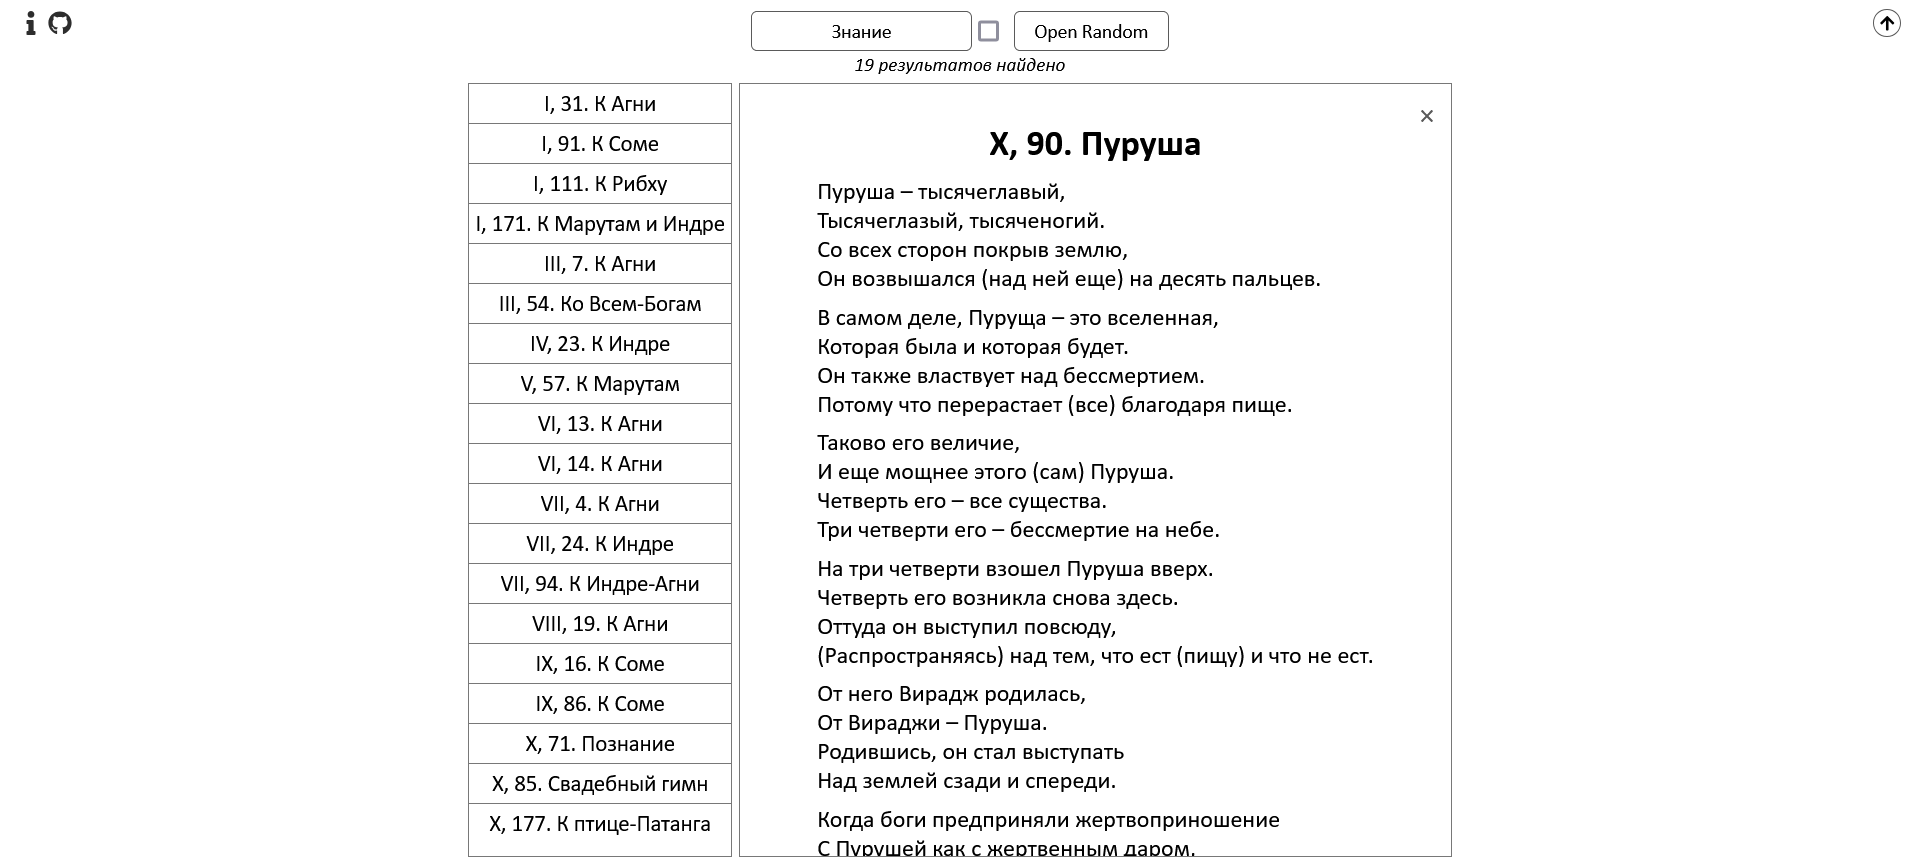 Знание
Open Random
19 результатов найдено
I, 31. К Агни
I, 91. К Соме
I, 111. К Рибху
I, 171. К Марутам и Индре
III, 7. К Агни
III, 54. Ко Всем-Богам
IV, 23. К Индре
V, 57. К Марутам
VI, 13. К Агни
VI, 14. К Агни
VII, 4. К Агни
VII, 24. К Индре
VII, 94. К Индре-Агни
VIII, 19. К Агни
IX, 16. К Соме
IX, 86. К Соме
X, 71. Познание
X, 85. Свадебный гимн
X, 177. К птице-Патанга
X, 90. Пуруша
Пуруша – тысячеглавый,
Тысячеглазый, тысяченогий.
Со всех сторон покрыв землю,
Он возвышался (над ней еще) на десять пальцев.
В самом деле, Пуруща – это вселенная,
Которая была и которая будет.
Он также властвует над бессмертием.
Потому что перерастает (все) благодаря пище.
Таково его величие,
И еще мощнее этого (сам) Пуруша.
Четверть его – все существа.
Три четверти его – бессмертие на небе.
На три четверти взошел Пуруша вверх.
Четверть его возникла снова здесь.
Оттуда он выступил повсюду,
(Распространяясь) над тем, что ест (пищу) и что не ест.
От него Вирадж родилась,
От Вираджи – Пуруша.
Родившись, он стал выступать
Над землей сзади и спереди.
Когда боги предприняли жертвоприношение
С Пурушей как с жертвенным даром.